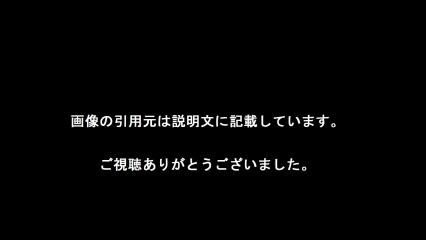 画像の引用元は説明文に記載しています。
ご視聴ありがとうございました。